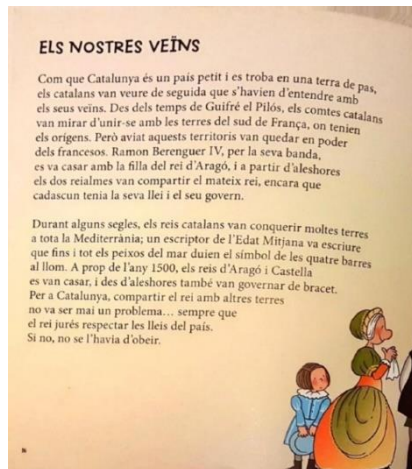 ELS NOSTRES VEÏNS
Com que Catalunya és un país petit i es troba en una terra de pas,
els catalans van veure de seguida que s'havien d'entendre amb
els seus veïns. Des dels temps de Guifré el Pilós, els comtes catalans
van mirar d'unir-se amb les terres del sud de França, on tenien
els orígens. Però aviat aquests territoris van quedar en poder
dels francesos. Ramon Berenguer IV, per la seva banda,
es va casar amb la filla del rei d'Aragó, i a partir d'aleshores
els dos reialmes van compartir el mateix rei, encara que
cadascun tenia la seva llei i el seu govern.
Durant alguns segles, els reis catalans van conquerir moltes terres
a tota la Mediterrània; un escriptor de l'Edat Mitjana va escriure
que fins i tot els peixos del mar duien el símbol de les quatre barres
al llom. A prop de l'any 1500, els reis d'Aragó i Castella
es van casar, i des d'aleshores també van governar de bracet.
Per a Catalunya, compartir el rei amb altres terres
no va ser mai un problema... sempre que
el rei jurés respectar les lleis del país.
Si no, no se l'havia d'obeir.